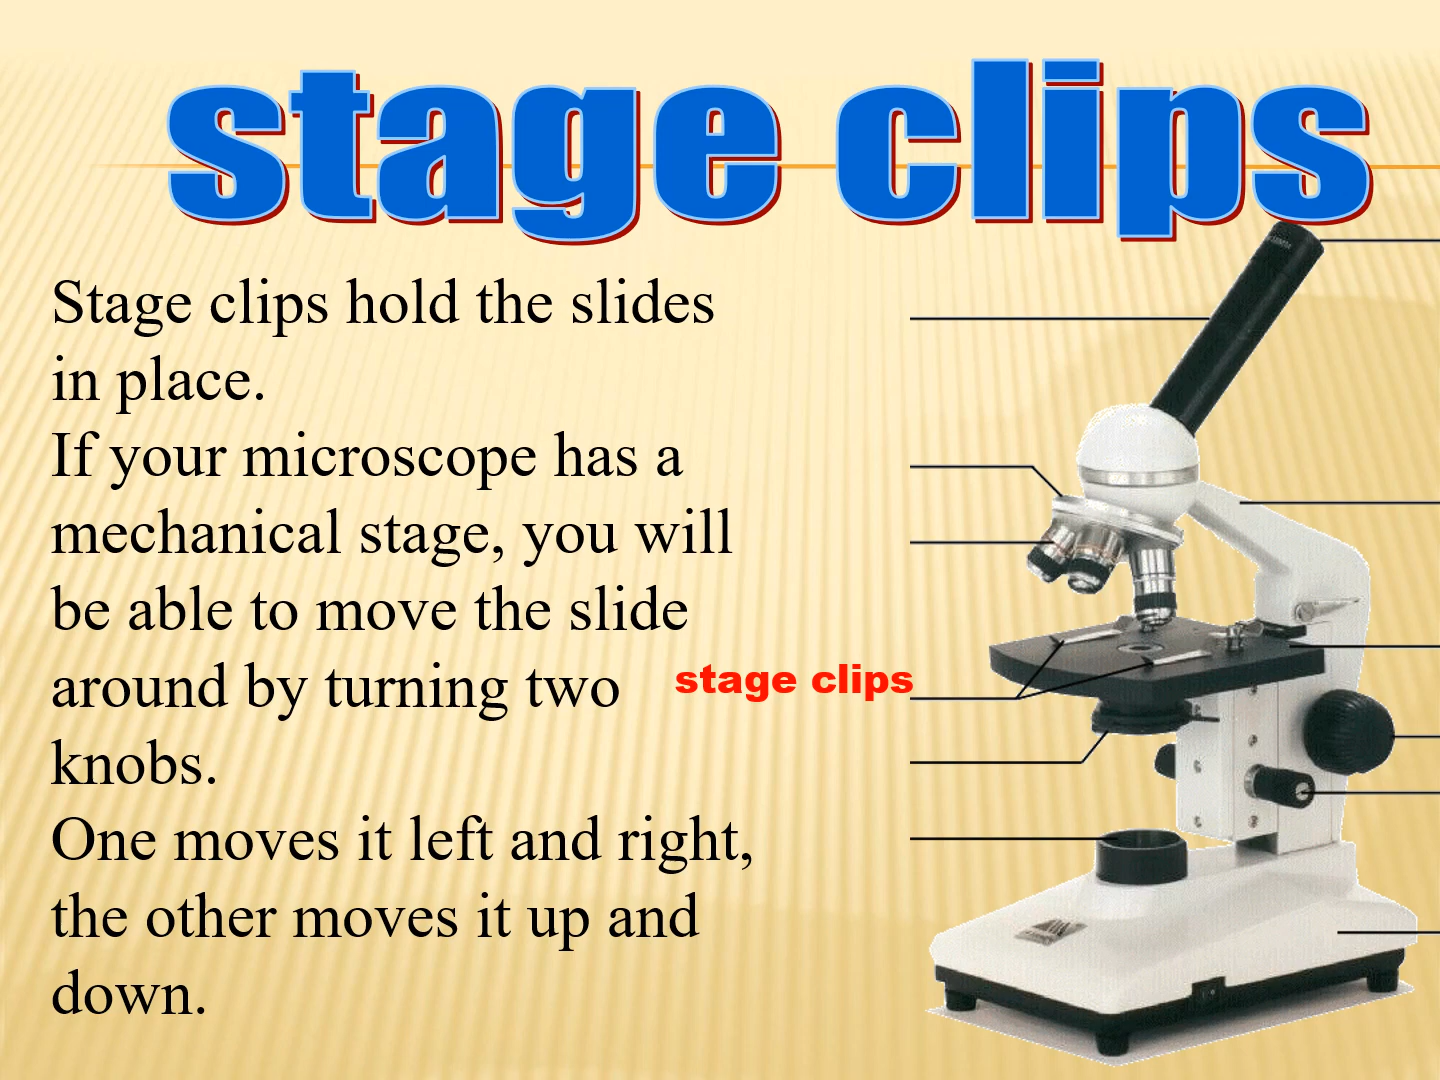 stage clips
Stage clips hold the slides
in place.
If your microscope has a
mechanical stage, you will
be able to move the slide
around by turning two
knobs.
One moves it left and right,
the other moves it up and
down.
stage clips